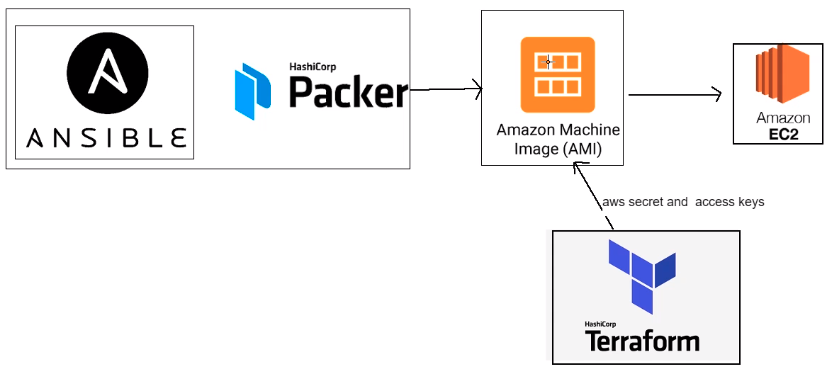 ANSIBLE
HashiCorp
Packer
Amazon Machine
Image (AMI)
Amazon
EC2
aws secret and access keys
HashiCorp
Terraform